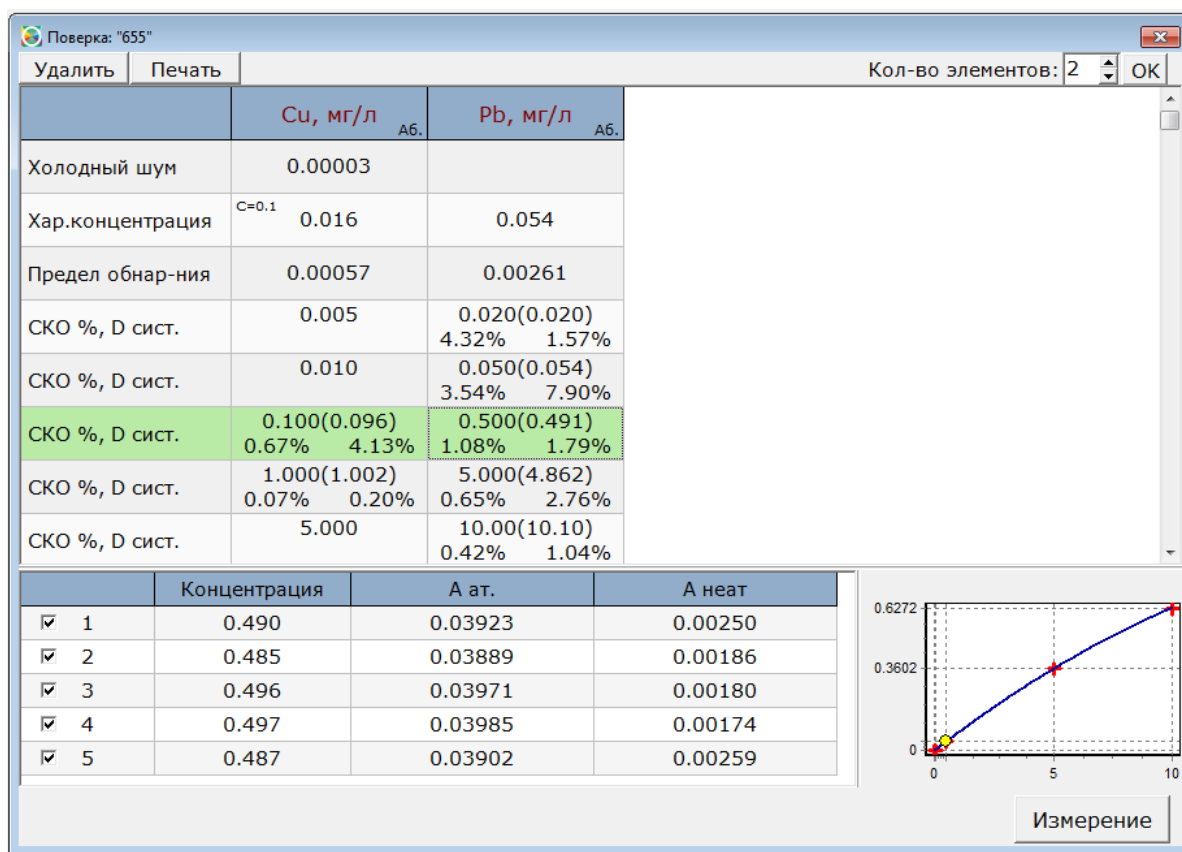 Поверка: "655"
Удалить Печать Кол-во элементов: 2 OK
Cu, мг/л Аб. Pb, мг/л Аб.
Холодный шум 0.00003
Хар.концентрация C=0.1 0.016 0.054
Предел обнар-ния 0.00057 0.00261
СКО %, D сист. 0.005 0.020(0.020)
4.32% 1.57%
СКО %, D сист. 0.010 0.050(0.054)
3.54% 7.90%
СКО %, D сист. 0.100(0.096) 0.500(0.491)
0.67% 4.13% 1.08% 1.79%
СКО %, D сист. 1.000(1.002) 5.000(4.862)
0.07% 0.20% 0.65% 2.76%
СКО %, D сист. 5.000 10.00(10.10)
0.42% 1.04%
Концентрация А ат. А неат
1 0.490 0.03923 0.00250
2 0.485 0.03889 0.00186
3 0.496 0.03971 0.00180
4 0.497 0.03985 0.00174
5 0.487 0.03902 0.00259
0.6272
0.3602
0
0 5 10
Измерение